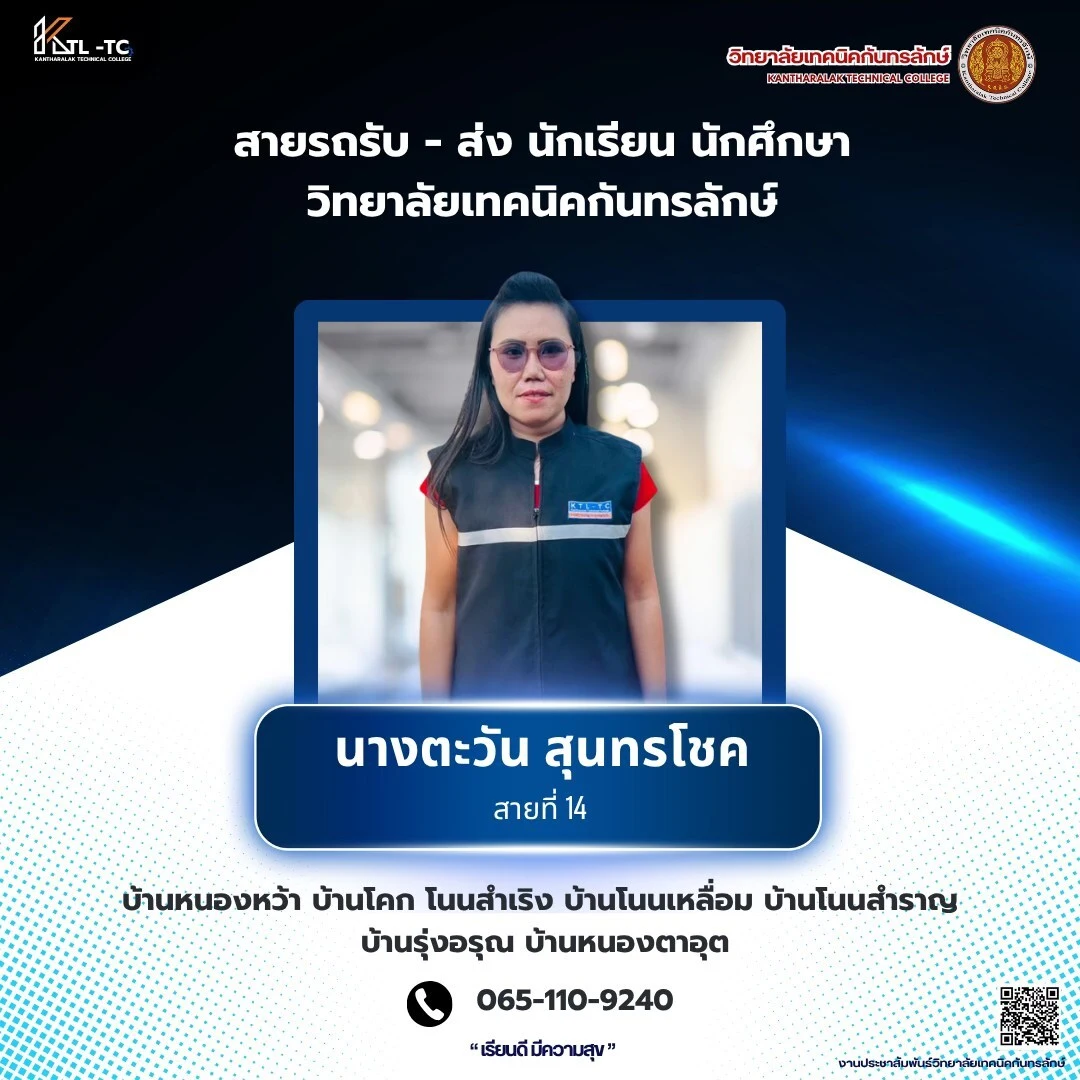 KTL -TC
KANTHARALAK TECHNICAL COLLEGE
วิทยาลัยเทคนิคกันทรลักษ์
KANTHARALAK TECHNICAL COLLEGE
สายรถรับ - ส่ง นักเรียน นักศึกษา
วิทยาลัยเทคนิคกันทรลักษ์
KTL-TC
นางตะวัน สุนทรโชค
สายที่ 14
บ้านหนองหว้า บ้านโคก โนนสำเริง บ้านโนนเหลื่อม บ้านโนนสำราญ
บ้านรุ่งอรุณ บ้านหนองตาอุต
065-110-9240
“ เรียนดี มีความสุข ”
งานประชาสัมพันธ์วิทยาลัยเทคนิคกันทรลักษ์